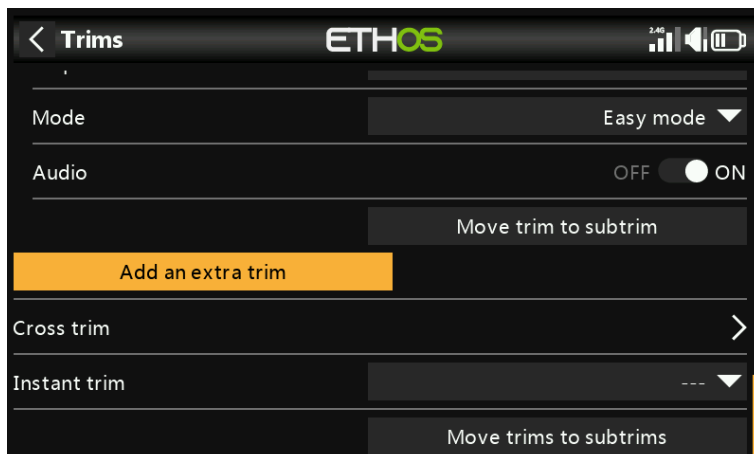 Trims ETHOS 2.4G
Mode Easy mode
Audio OFF ON
Move trim to subtrim
Add an extra trim
Cross trim
Instant trim ---
Move trims to subtrims